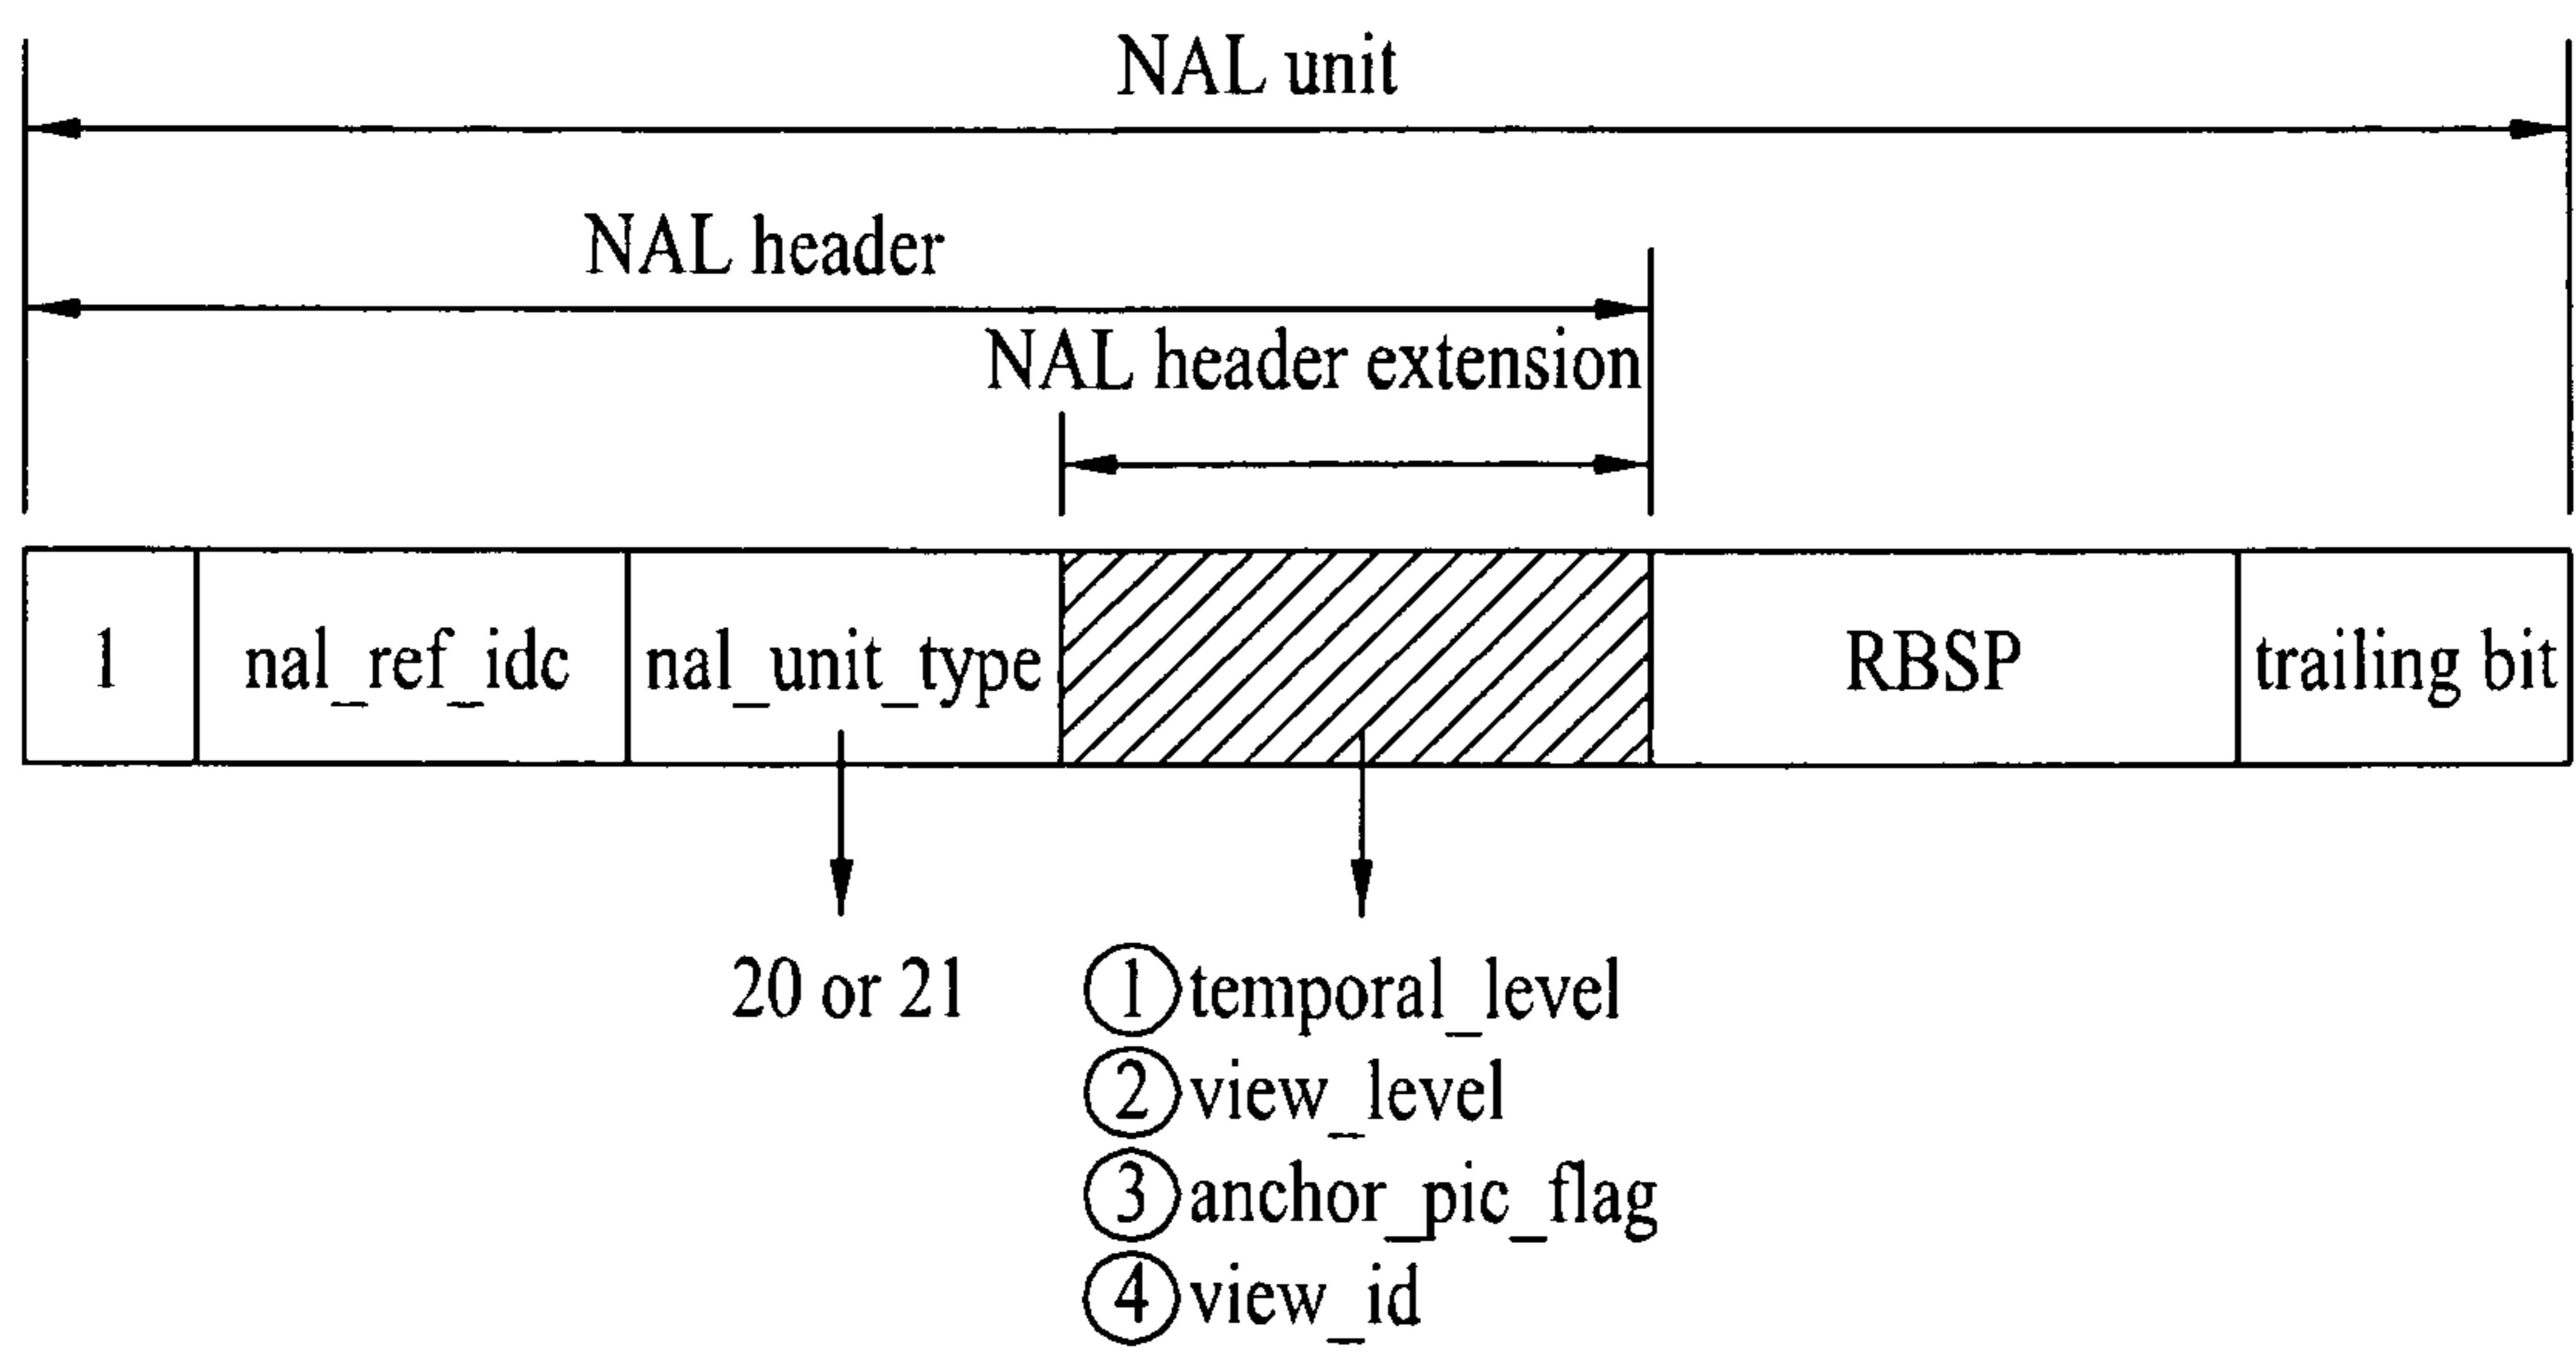 NAL unit
NAL header
NAL header extension
1 nal_ref_idc nal_unit_type RBSP trailing bit
20 or 21
① temporal_level
② view_level
③ anchor_pic_flag
④ view_id